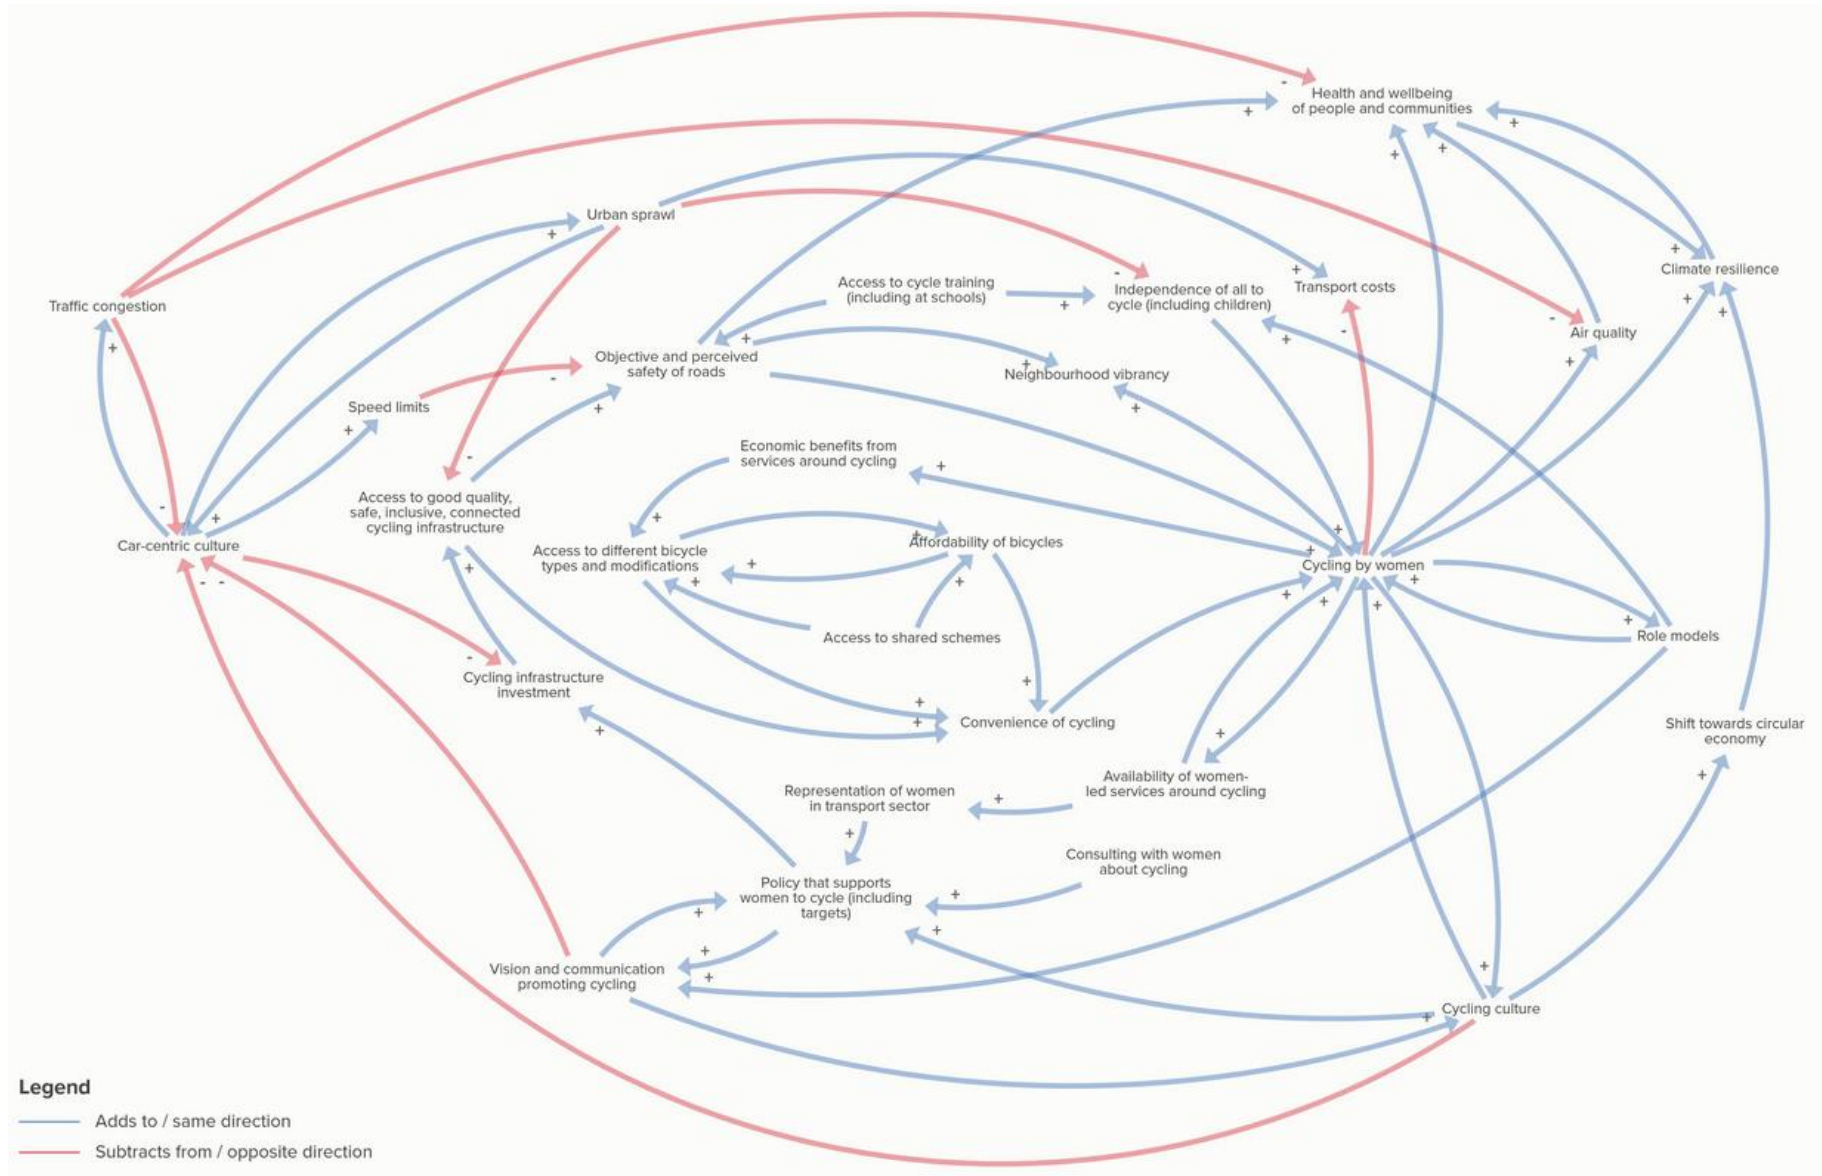 Health and wellbeing
of people and communities
Urban sprawl
Climate resilience
Traffic congestion
Access to cycle training
(including at schools)
Independence of all to
cycle (including children)
Transport costs
Air quality
Objective and perceived
safety of roads
Neighbourhood vibrancy
Speed limits
Economic benefits from
services around cycling
Access to good quality,
safe, inclusive, connected
cycling infrastructure
Car-centric culture
Access to different bicycle
types and modifications
Affordability of bicycles
Cycling by women
Access to shared schemes
Role models
Cycling infrastructure
investment
Convenience of cycling
Shift towards circular
economy
Availability of women-
led services around cycling
Representation of women
in transport sector
Consulting with women
about cycling
Policy that supports
women to cycle (including
targets)
Vision and communication
promoting cycling
Cycling culture
Legend
Adds to / same direction
Subtracts from / opposite direction